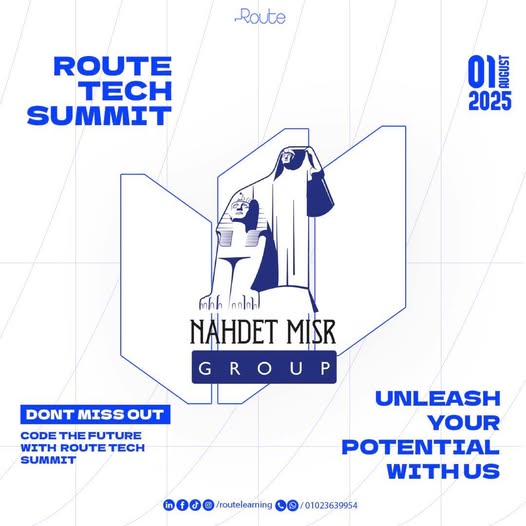 Route
ROUTE
TECH
SUMMIT
01 AUGUST
2025
NAHDET MISR
GROUP
DONT MISS OUT
CODE THE FUTURE
WITH ROUTE TECH
SUMMIT
UNLEASH
YOUR
POTENTIAL
WITH US
/routelearning / 01023639954